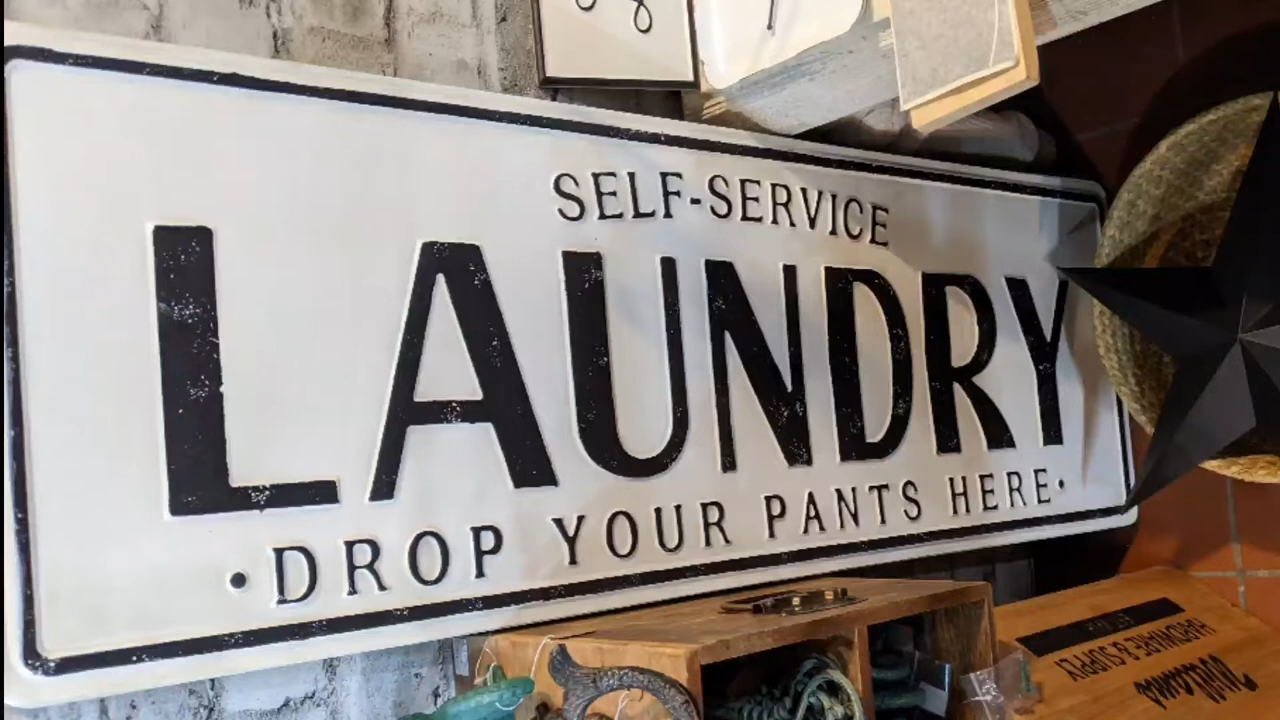 SELF-SERVICE
LAUNDRY
·DROP YOUR PANTS HERE·
HARDWARE & SUPPLY